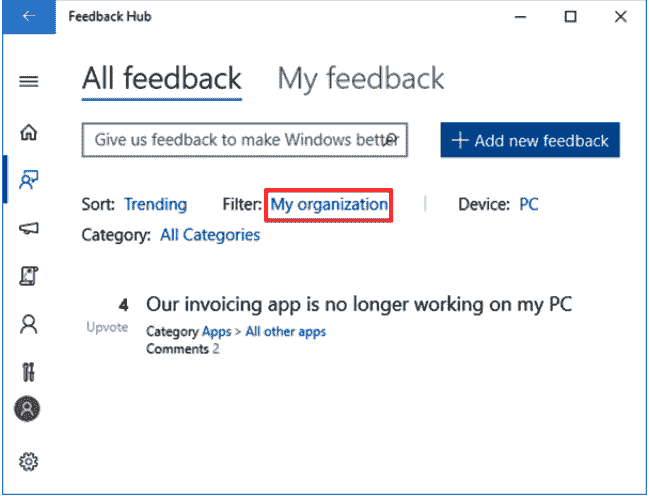 Feedback Hub
All feedback My feedback
Give us feedback to make Windows better
+ Add new feedback
Sort: Trending Filter: My organization Device: PC
Category: All Categories
4 Our invoicing app is no longer working on my PC
Upvote Category Apps > All other apps
Comments 2